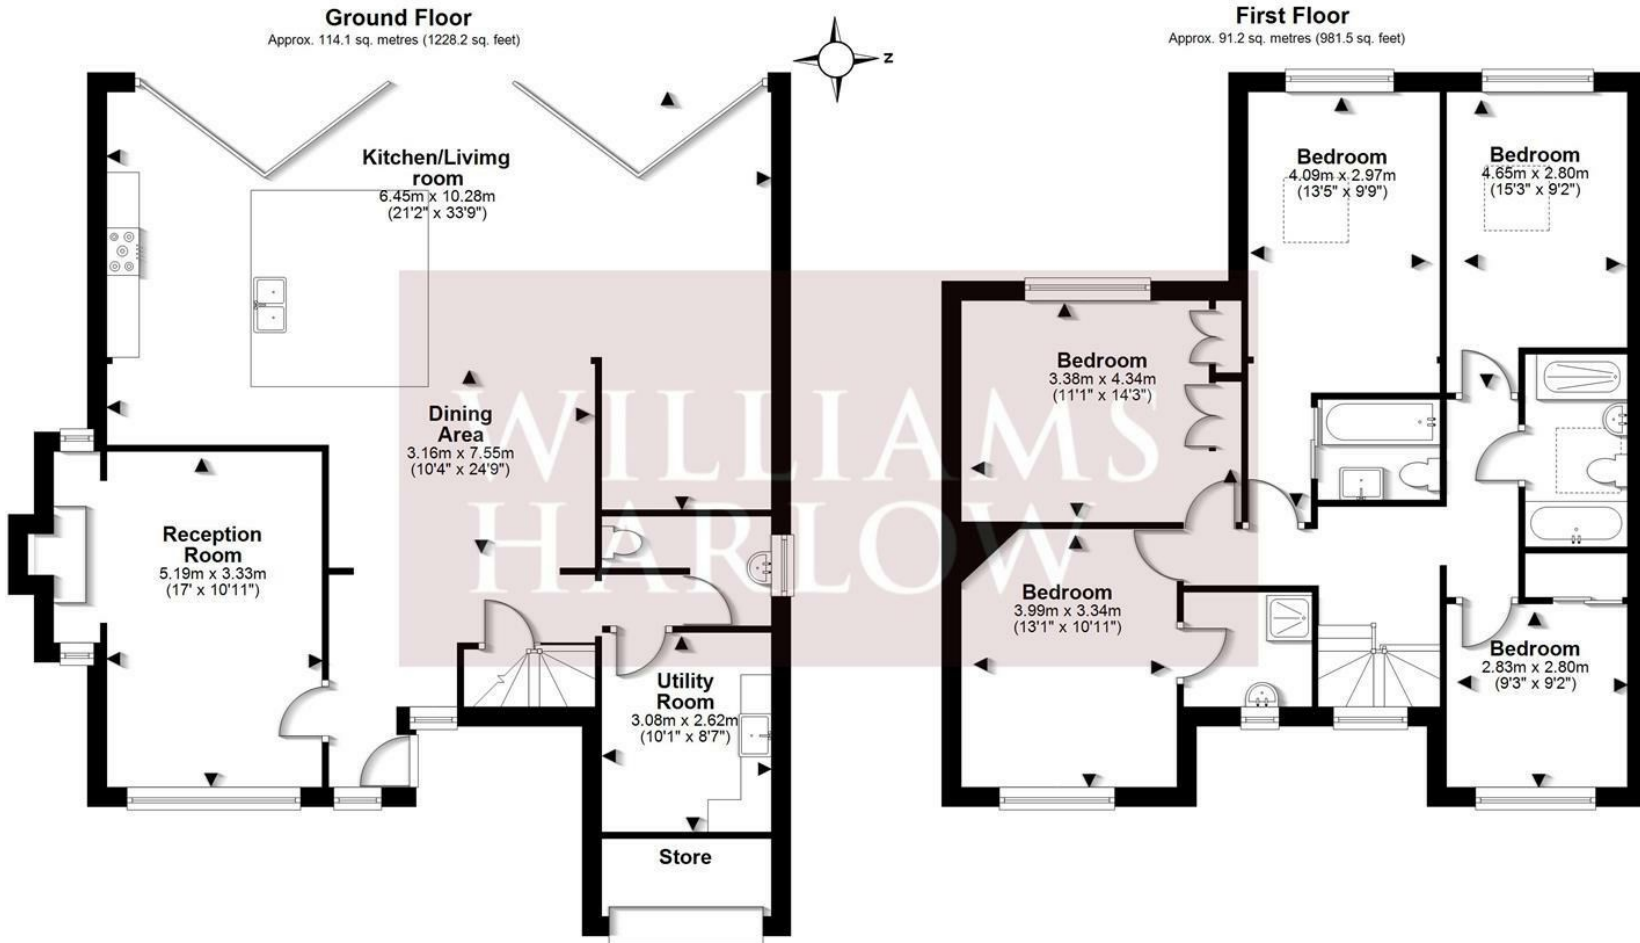 Ground Floor
Approx. 114.1 sq. metres (1228.2 sq. feet)
Z
Kitchen/Livimg
room
6.45m x 10.28m
(21'2" x 33'9")
Dining
Area
3.16m x 7.55m
(10'4" x 24'9")
Reception
Room
5.19m x 3.33m
(17' x 10'11")
Utility
Room
3.08m x 2.62m
(10'1" x 8'7")
Store
First Floor
Approx. 91.2 sq. metres (981.5 sq. feet)
Bedroom
4.09m x 2.97m
(13'5" x 9'9")
Bedroom
4.65m x 2.80m
(15'3" x 9'2")
Bedroom
3.38m x 4.34m
(11'1" x 14'3")
Bedroom
3.99m x 3.34m
(13'1" x 10'11")
Bedroom
2.83m x 2.80m
(9'3" x 9'2")
WILLIAMS
HARLOW